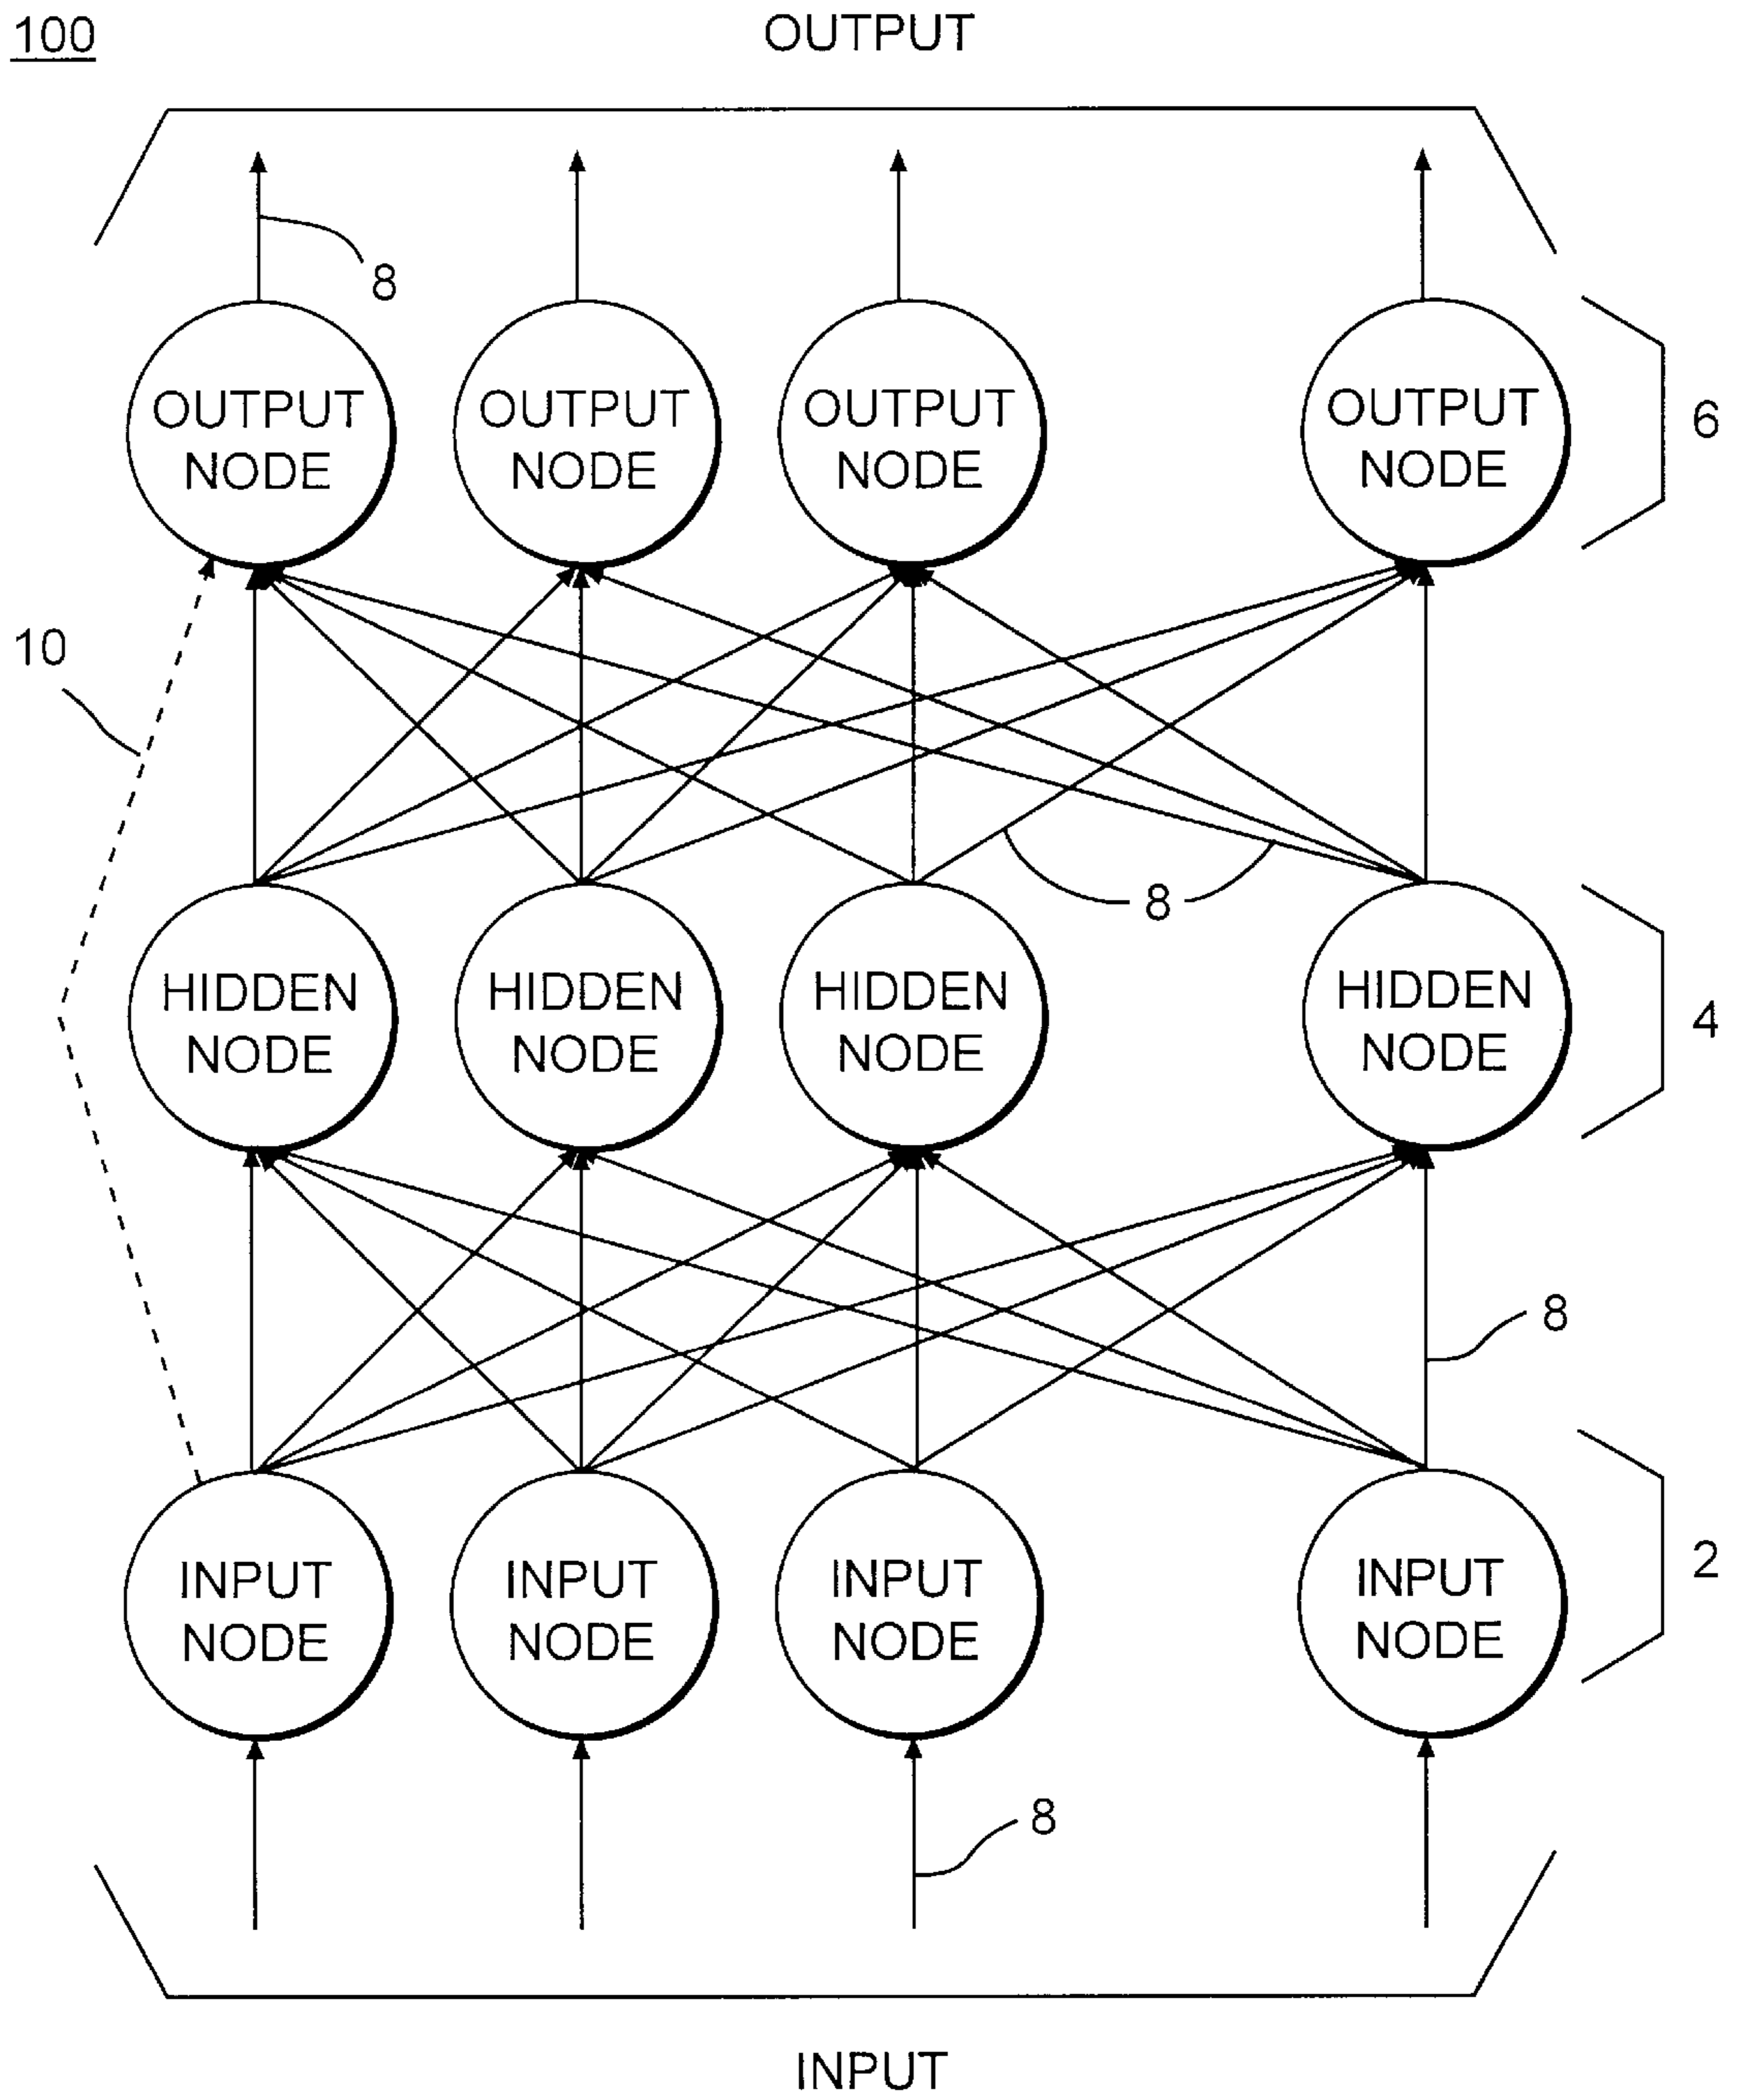 100
OUTPUT
8
OUTPUT NODE
OUTPUT NODE
OUTPUT NODE
OUTPUT NODE
6
10
8
HIDDEN NODE
HIDDEN NODE
HIDDEN NODE
HIDDEN NODE
4
8
INPUT NODE
INPUT NODE
INPUT NODE
INPUT NODE
2
8
INPUT